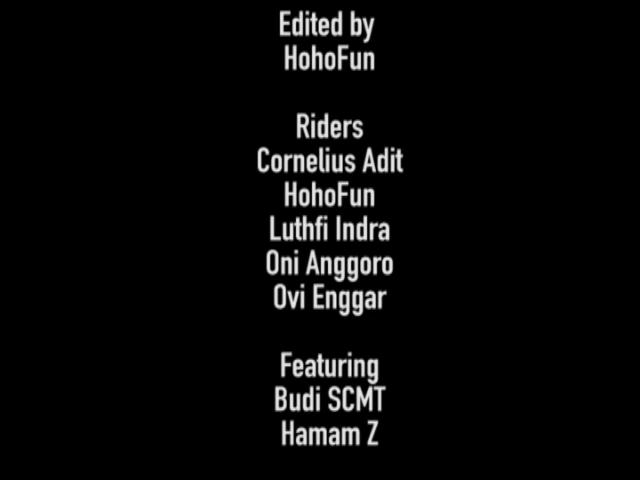 Edited by
HohoFun
Riders
Cornelius Adit
HohoFun
Luthfi Indra
Oni Anggoro
Ovi Enggar
Featuring
Budi SCMT
Hamam Z